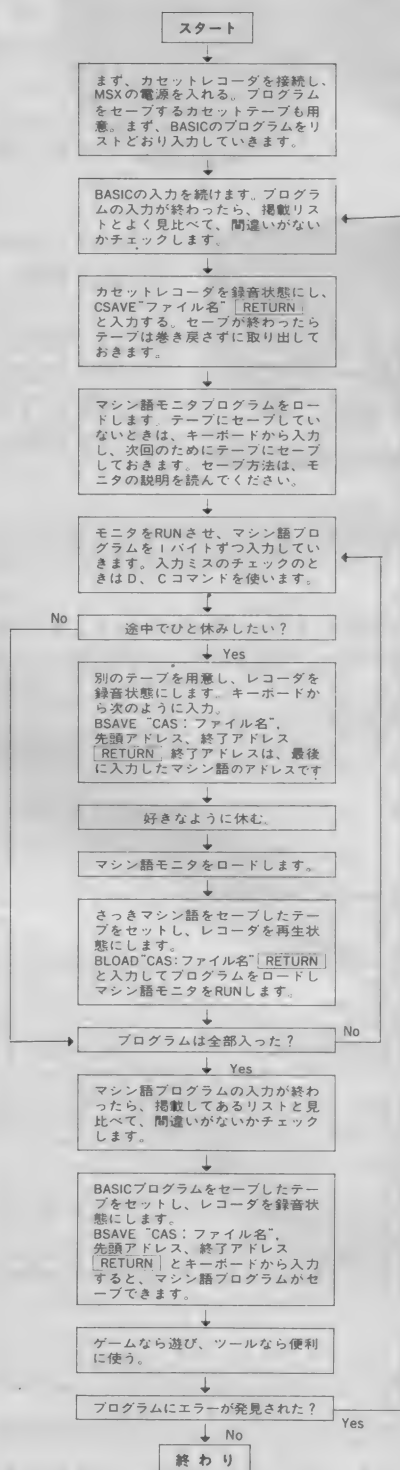 スタート
まず、カセットレコーダを接続し、
MSXの電源を入れる。プログラム
をセーブするカセットテープも用
意。まず、BASICのプログラムをリ
ストどおり入力していきます。
BASICの入力を続けます。プログラ
ムの入力が終わったら、掲載リス
トとよく見比べて、間違いがない
かチェックします。
カセットレコーダを録音状態にし、
CSAVE"ファイル名" RETURN
と入力する。セーブが終わったら
テープは巻き戻さずに取り出して
おきます。
マシン語モニタプログラムをロー
ドします。テープにセーブしてい
ないときは、キーボードから入力
し、次回のためにテープにセーブ
しておきます。セーブ方法は、モ
ニタの説明を読んでください。
モニタをRUNさせ、マシン語プロ
グラムを1バイトずつ入力してい
きます。入力ミスのチェックのと
きはD、Cコマンドを使います。
No
途中でひと休みしたい?
Yes
別のテープを用意し、レコーダを
録音状態にします。キーボードか
ら次のように入力。
BSAVE "CAS:ファイル名",
先頭アドレス、終了アドレス
RETURN 終了アドレスは、最後
に入力したマシン語のアドレスです
好きなように休む。
マシン語モニタをロードします。
さっきマシン語をセーブしたテー
プをセットし、レコーダを再生状
態にします。
BLOAD"CAS:ファイル名" RETURN
と入力してプログラムをロードし
マシン語モニタをRUNします。
プログラムは全部入った?
No
Yes
マシン語プログラムの入力が終わ
ったら、掲載してあるリストと見
比べて、間違いがないかチェック
します。
BASICプログラムをセーブしたテー
プをセットし、レコーダを録音状
態にします。
BSAVE "CAS:ファイル名",
先頭アドレス、終了アドレス
RETURN とキーボードから入力
すると、マシン語プログラムがセ
ーブできます。
ゲームなら遊び、ツールなら便利
に使う。
プログラムにエラーが発見された?
Yes
No
終わり